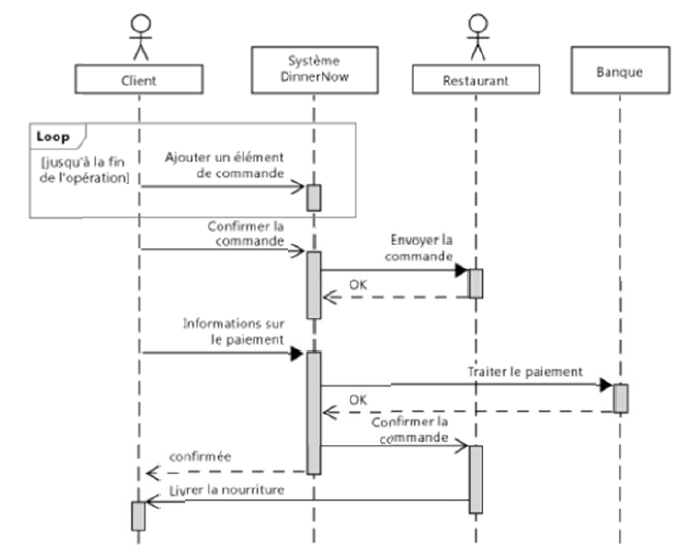 Client
Système
DinnerNow
Restaurant
Banque
Loop
[jusqu'à la fin
de l'opération]
Ajouter un élément
de commande
Confirmer la
commande
Envoyer la
commande
OK
Informations sur
le paiement
Traiter le paiement
OK
Confirmer la
commande
confirmée
Livrer la nourriture